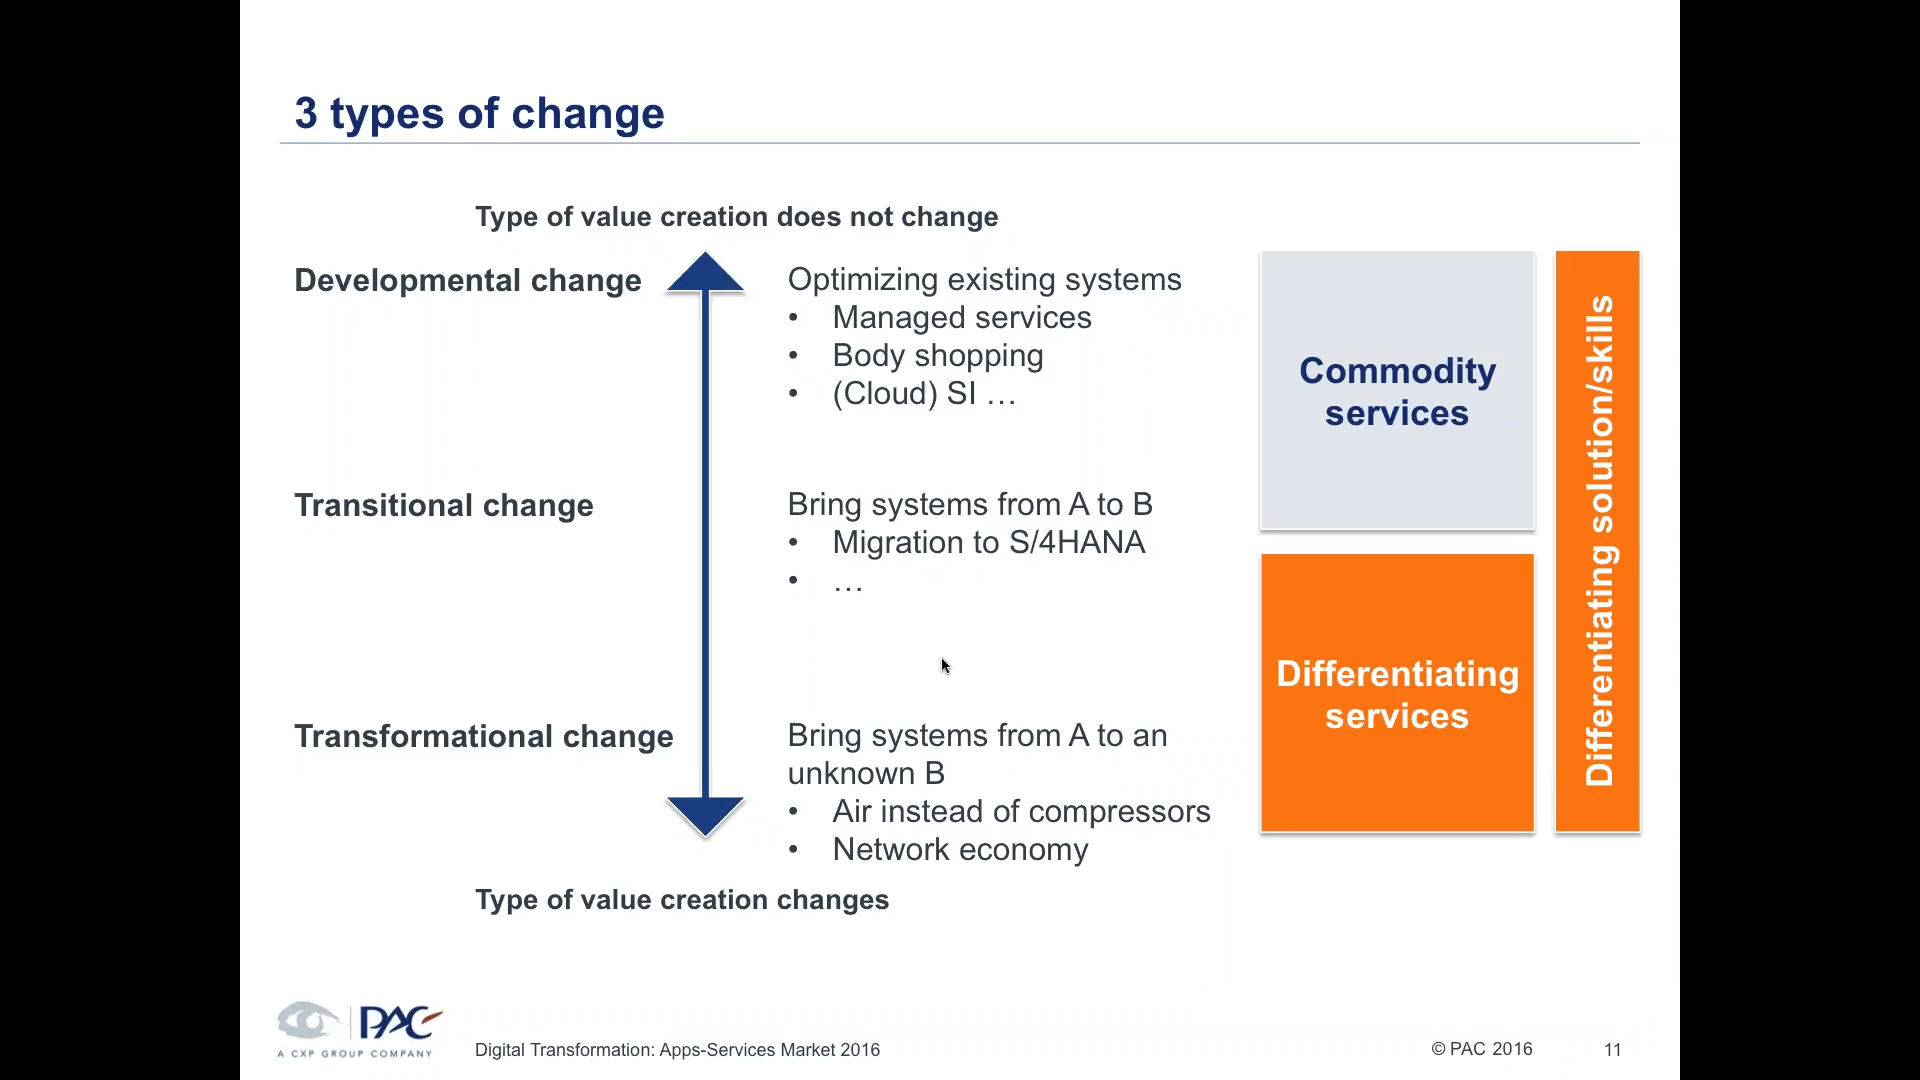 3 types of change
Type of value creation does not change
Developmental change
Optimizing existing systems
• Managed services
• Body shopping
• (Cloud) SI …
Transitional change
Bring systems from A to B
• Migration to S/4HANA
• …
Transformational change
Bring systems from A to an
unknown B
• Air instead of compressors
• Network economy
Type of value creation changes
Commodity
services
Differentiating
services
Differentiating solution/skills
PAC
A CXP GROUP COMPANY
Digital Transformation: Apps-Services Market 2016
© PAC 2016
11